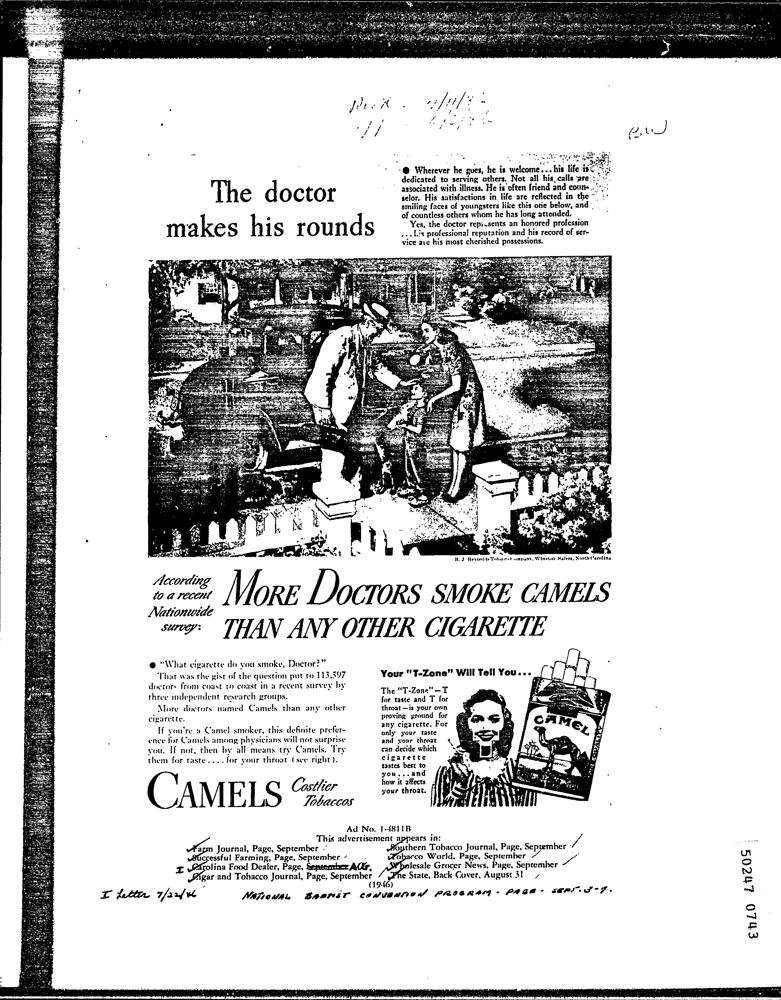 The doctor
makes his rounds
● Wherever he goes, he is welcome... his life is
dedicated to serving others. Not all his calls are
associated with illness. He is often friend and coun-
selor. His satisfactions in life are reflected in the
smiling faces of youngsters like this one below, and
of countless others whom he has long attended.
Yes, the doctor represents an honored profession
... his professional reputation and his record of ser-
vice are his most cherished possessions.
R. J. Reynolds Tobacco Company, Winston-Salem, North Carolina
According
to a recent
Nationwide
survey:
MORE DOCTORS SMOKE CAMELS
THAN ANY OTHER CIGARETTE
● "What cigarette do you smoke, Doctor?"
That was the gist of the question put to 113,597
doctors from coast to coast in a recent survey by
three independent research groups.
More doctors named Camels than any other
cigarette.
If you're a Camel smoker, this definite prefer-
ence for Camels among physicians will not surprise
you. If not, then by all means try Camels. Try
them for taste.... for your throat (see right).
CAMELS Costlier
Tobaccos
Your "T-Zone" Will Tell You...
The "T-Zone"—T
for taste and T for
throat—is your own
proving ground for
any cigarette. For
only your taste
and your throat
can decide which
cigarette
tastes best to
you...and
how it affects
your throat.
CAMEL
Ad No. 1-4811B
This advertisement appears in:
Farm Journal, Page, September
Successful Farming, Page, September
I Carolina Food Dealer, Page, September AUG.
Cigar and Tobacco Journal, Page, September
Southern Tobacco Journal, Page, September
Tobacco World, Page, September
Wholesale Grocer News, Page, September
The State, Back Cover, August 31
(1946)
I Letter 7/22/46
NATIONAL BAPTIST CONVENTION PROGRAM - PAGE - SEPT. 3-9.
50247 0743